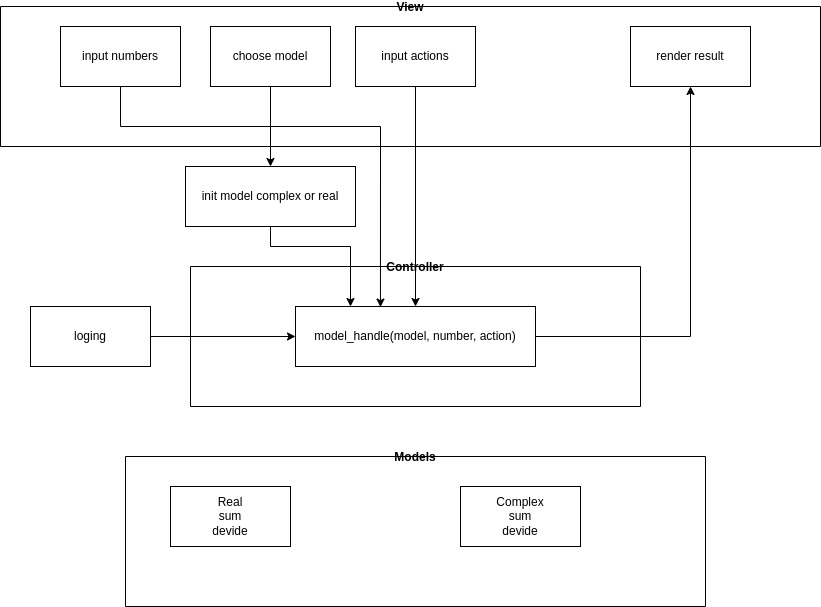 View
input numbers
choose model
input actions
render result
init model complex or real
Controller
loging
model_handle(model, number, action)
Models
Real
sum
devide
Complex
sum
devide